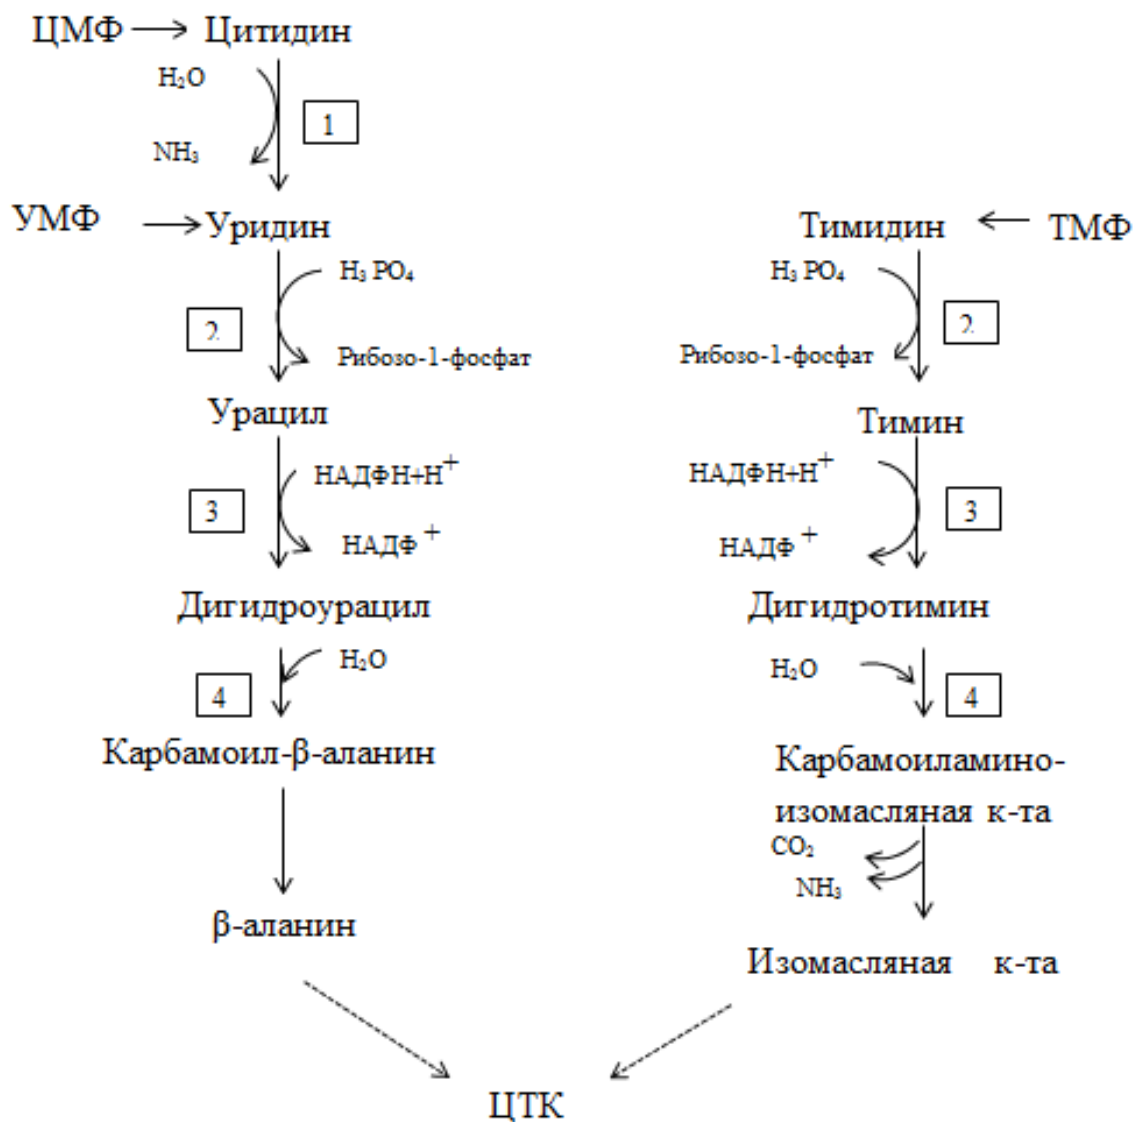 ЦМФ Цитидин
H₂O
1
NH₃
УМФ Уридин
H₃ PO₄
2
Рибозо-1-фосфат
Урацил
НАДФН+Н⁺
3
НАДФ⁺
Дигидроурацил
H₂O
4
Карбамоил-β-аланин
β-аланин
Тимидин ТМФ
H₃ PO₄
2
Рибозо-1-фосфат
Тимин
НАДФН+Н⁺
3
НАДФ⁺
Дигидротимин
H₂O
4
Карбамоиламино-
изомасляная к-та
CO₂
NH₃
Изомасляная к-та
ЦТК